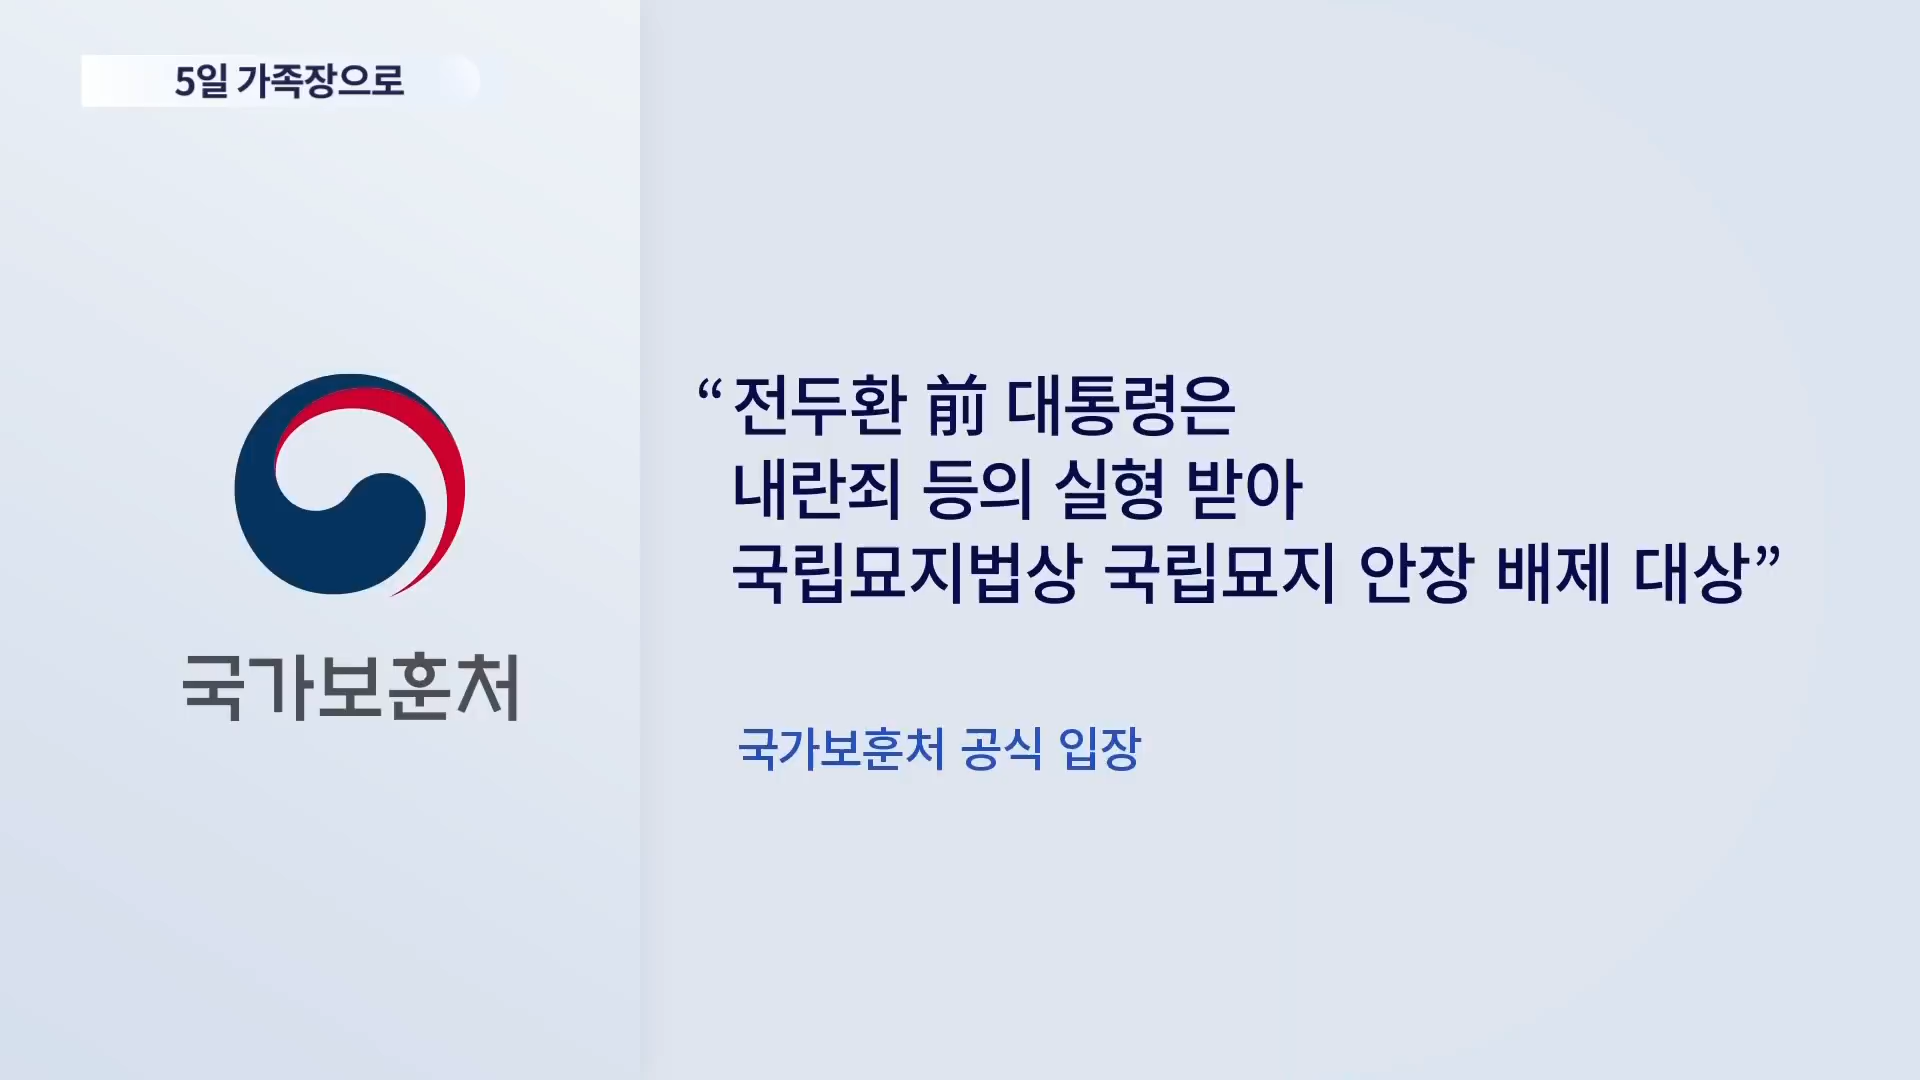 5일 가족장으로
“전두환 前 대통령은
내란죄 등의 실형 받아
국립묘지법상 국립묘지 안장 배제 대상”
국가보훈처
국가보훈처 공식 입장